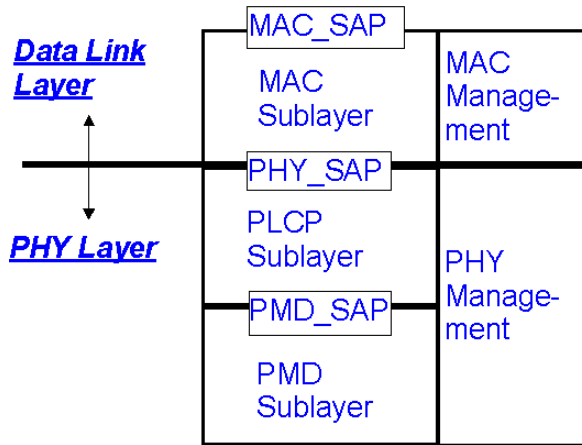 MAC_SAP
Data Link
Layer
MAC
Sublayer
MAC
Manage-
ment
PHY_SAP
PHY Layer
PLCP
Sublayer
PHY
Manage-
ment
PMD_SAP
PMD
Sublayer